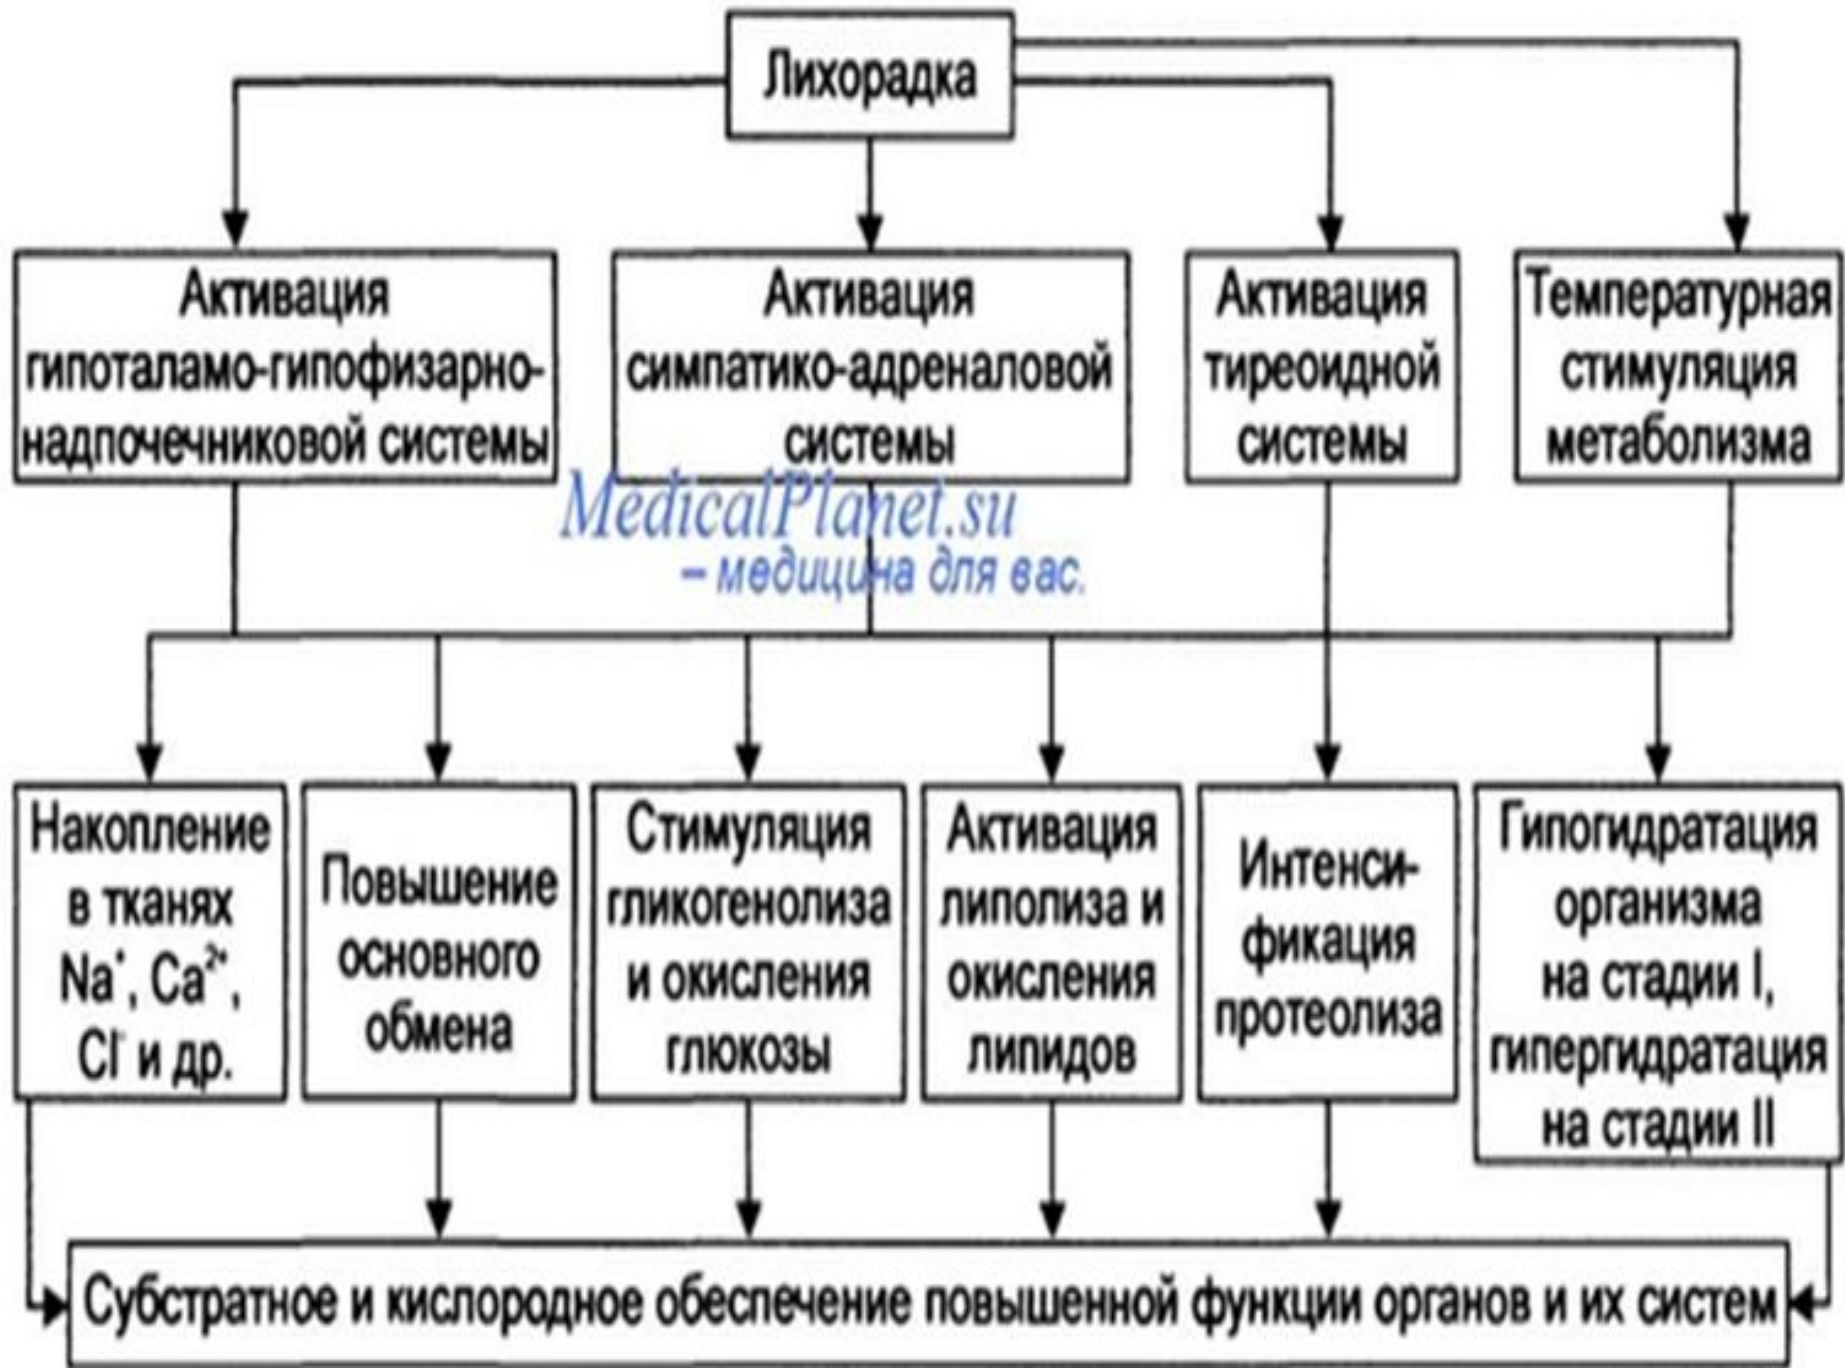 Лихорадка
Активация
гипоталамо-гипофизарно-
надпочечниковой системы
Активация
симпатико-адреналовой
системы
Активация
тиреоидной
системы
Температурная
стимуляция
метаболизма
MedicalPlanet.su
– медицина для вас.
Накопление
в тканях
Na⁺, Ca²⁺,
Cl⁻ и др.
Повышение
основного
обмена
Стимуляция
гликогенолиза
и окисления
глюкозы
Активация
липолиза и
окисления
липидов
Интенси-
фикация
протеолиза
Гипогидратация
организма
на стадии I,
гипергидратация
на стадии II
Субстратное и кислородное обеспечение повышенной функции органов и их систем